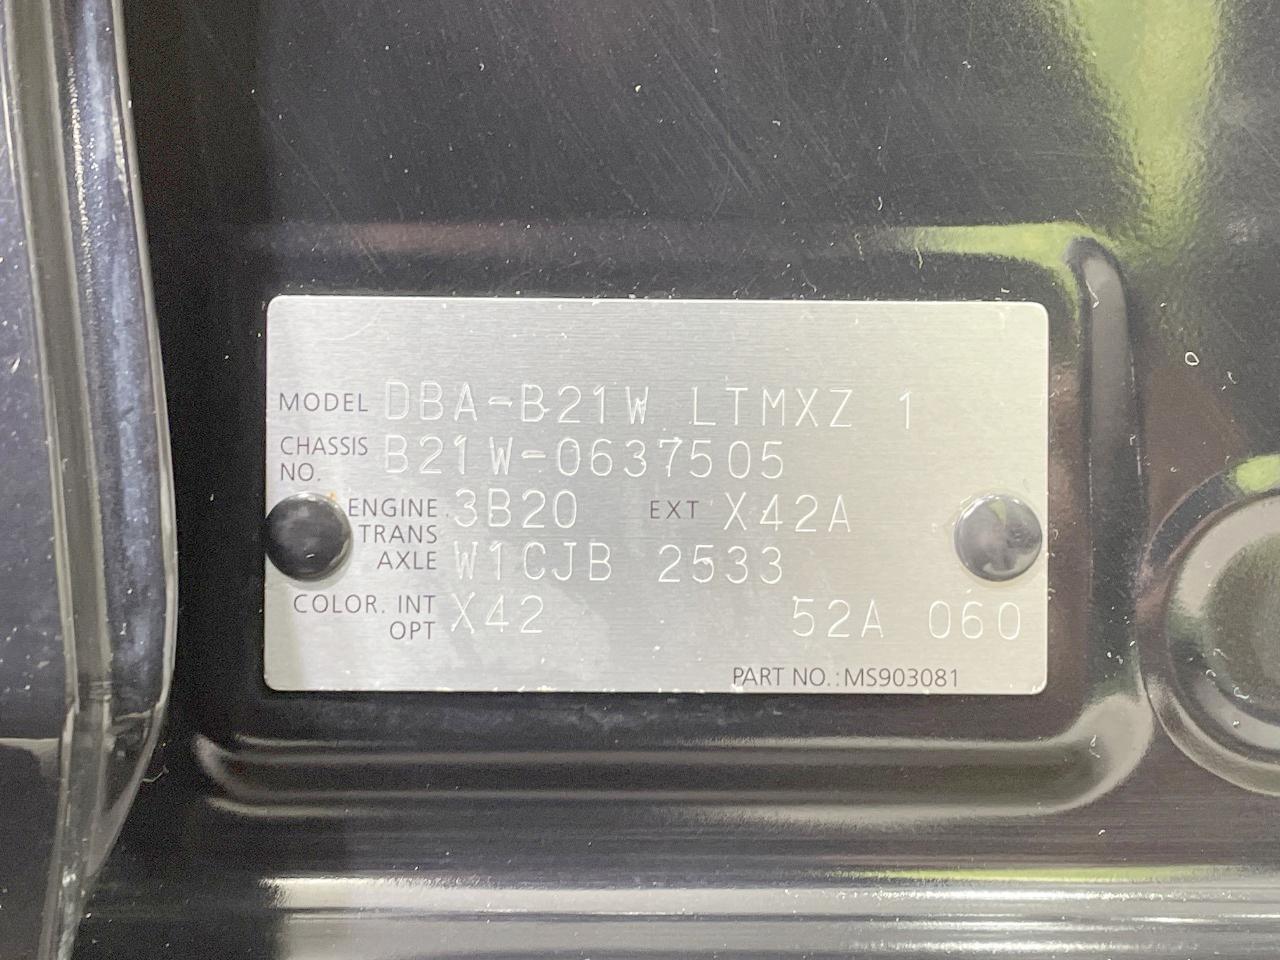 MODEL DBA-B21W LTMXZ 1
CHASSIS NO. B21W-0637505
ENGINE 3B20 EXT X42A
TRANS AXLE W1CJB 2533
COLOR. INT OPT X42 52A 060
PART NO.: MS903081